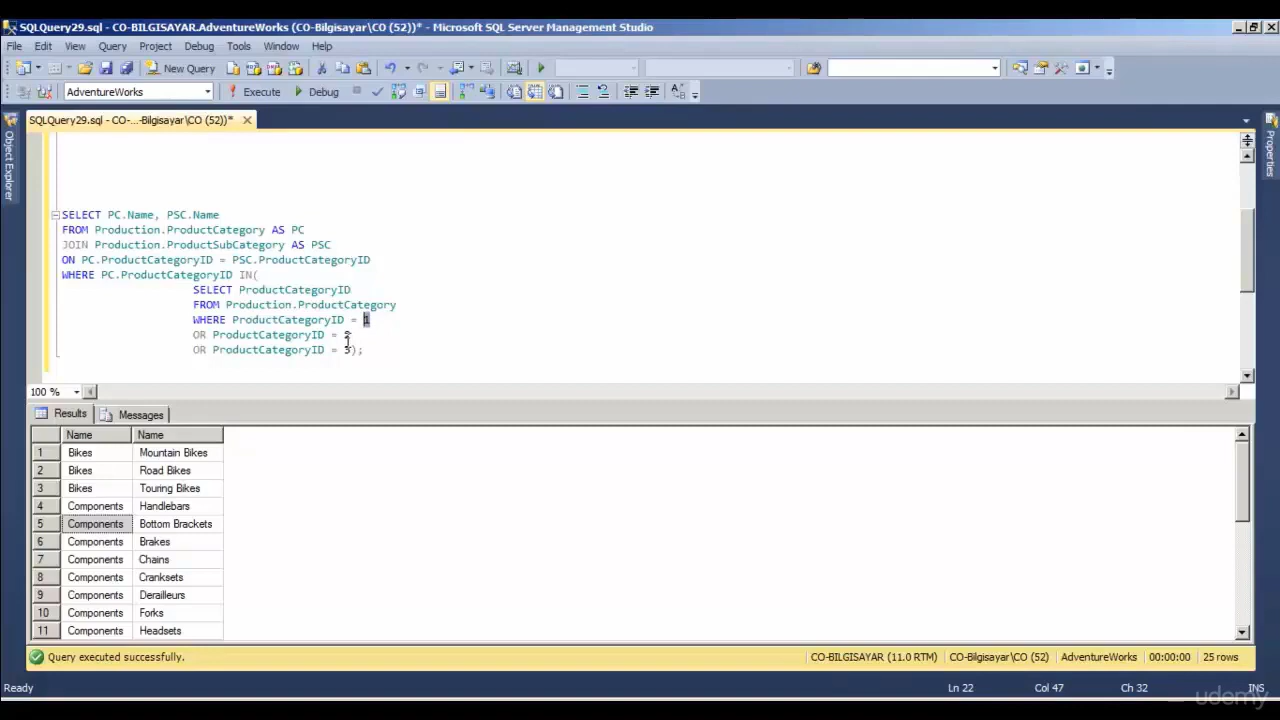 SQLQuery29.sql - CO-BILGISAYAR.AdventureWorks (CO-Bilgisayar\CO (52))* - Microsoft SQL Server Management Studio
File Edit View Query Project Debug Tools Window Help
New Query
AdventureWorks Execute Debug
SQLQuery29.sql - CO-...-Bilgisayar\CO (52))*
Object Explorer
Properties
SELECT PC.Name, PSC.Name
FROM Production.ProductCategory AS PC
JOIN Production.ProductSubCategory AS PSC
ON PC.ProductCategoryID = PSC.ProductCategoryID
WHERE PC.ProductCategoryID IN(
SELECT ProductCategoryID
FROM Production.ProductCategory
WHERE ProductCategoryID = 1
OR ProductCategoryID = 2
OR ProductCategoryID = 3);
100 %
Results Messages
Name Name
1 Bikes Mountain Bikes
2 Bikes Road Bikes
3 Bikes Touring Bikes
4 Components Handlebars
5 Components Bottom Brackets
6 Components Brakes
7 Components Chains
8 Components Cranksets
9 Components Derailleurs
10 Components Forks
11 Components Headsets
Query executed successfully. CO-BILGISAYAR (11.0 RTM) CO-Bilgisayar\CO (52) AdventureWorks 00:00:00 25 rows
Ready Ln 22 Col 47 Ch 32 INS
udemy